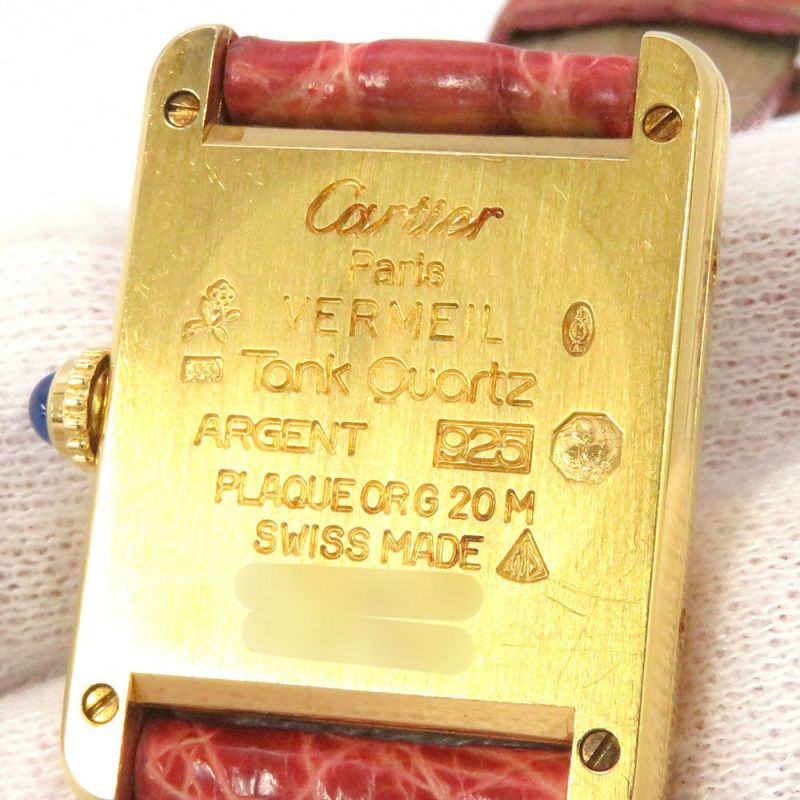 Cartier
Paris
VERMEIL
Tank Quartz
ARGENT 925
PLAQUE OR G 20 M
SWISS MADE